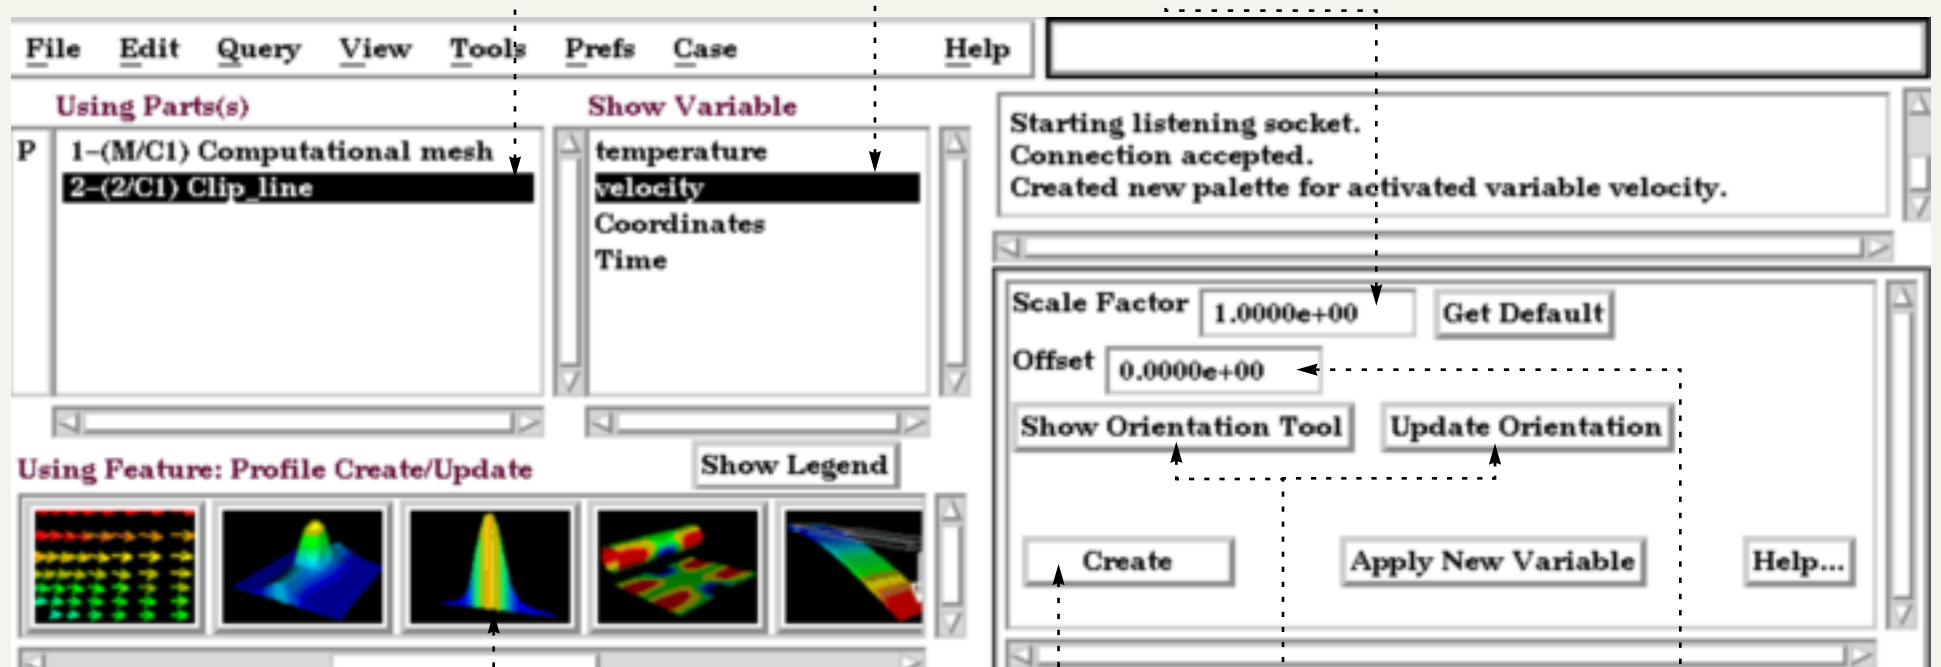 File Edit Query View Tools Prefs Case Help
Using Parts(s)
P
1-(M/C1) Computational mesh
2-(2/C1) Clip_line
Show Variable
temperature
velocity
Coordinates
Time
Starting listening socket.
Connection accepted.
Created new palette for activated variable velocity.
Scale Factor 1.0000e+00 Get Default
Offset 0.0000e+00
Show Orientation Tool Update Orientation
Using Feature: Profile Create/Update Show Legend
Create Apply New Variable Help...